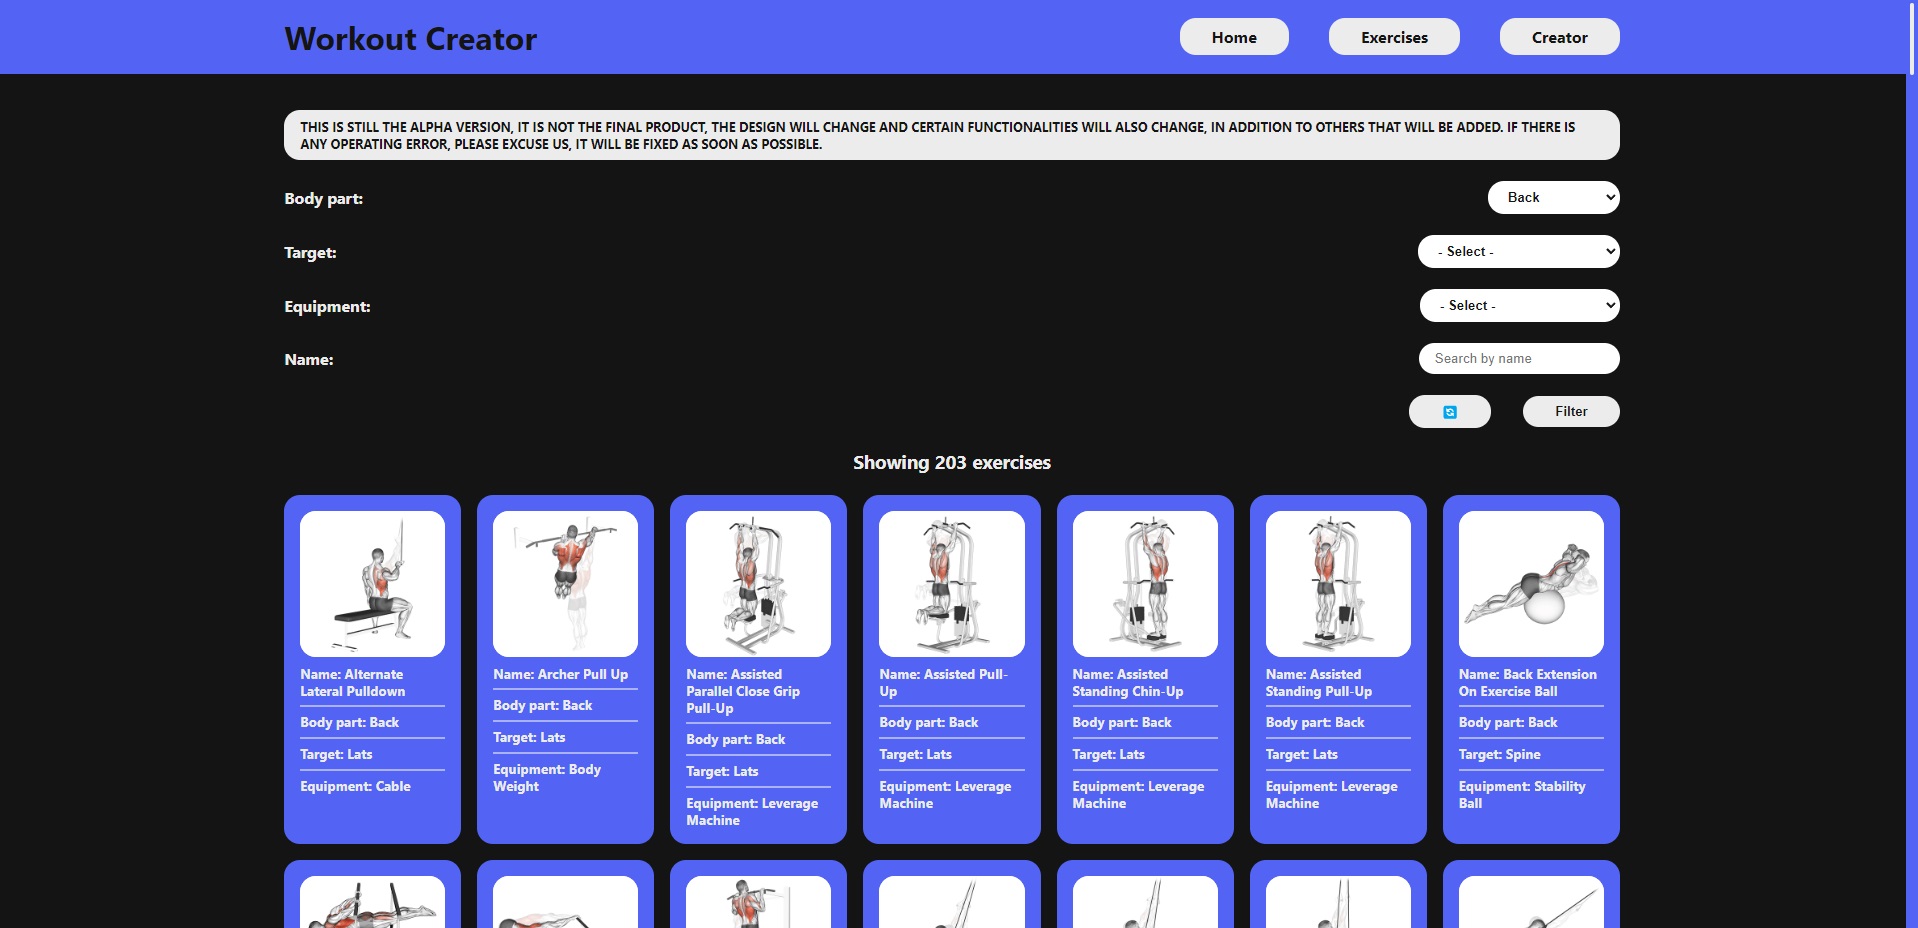 Workout Creator
Home
Exercises
Creator
THIS IS STILL THE ALPHA VERSION, IT IS NOT THE FINAL PRODUCT, THE DESIGN WILL CHANGE AND CERTAIN FUNCTIONALITIES WILL ALSO CHANGE, IN ADDITION TO OTHERS THAT WILL BE ADDED. IF THERE IS
ANY OPERATING ERROR, PLEASE EXCUSE US, IT WILL BE FIXED AS SOON AS POSSIBLE.
Body part:
Back
Target:
- Select -
Equipment:
- Select -
Name:
Search by name
Filter
Showing 203 exercises
Name: Alternate
Lateral Pulldown
Body part: Back
Target: Lats
Equipment: Cable
Name: Archer Pull Up
Body part: Back
Target: Lats
Equipment: Body
Weight
Name: Assisted
Parallel Close Grip
Pull-Up
Body part: Back
Target: Lats
Equipment: Leverage
Machine
Name: Assisted Pull-
Up
Body part: Back
Target: Lats
Equipment: Leverage
Machine
Name: Assisted
Standing Chin-Up
Body part: Back
Target: Lats
Equipment: Leverage
Machine
Name: Assisted
Standing Pull-Up
Body part: Back
Target: Lats
Equipment: Leverage
Machine
Name: Back Extension
On Exercise Ball
Body part: Back
Target: Spine
Equipment: Stability
Ball